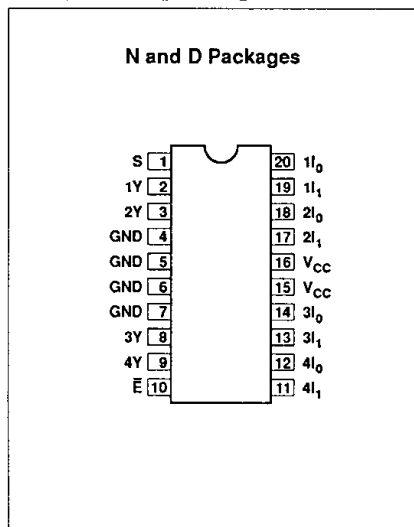 N and D Packages
S 1 20 1I₀
1Y 2 19 1I₁
2Y 3 18 2I₀
GND 4 17 2I₁
GND 5 16 V_CC
GND 6 15 V_CC
GND 7 14 3I₀
3Y 8 13 3I₁
4Y 9 12 4I₀
E̅ 10 11 4I₁